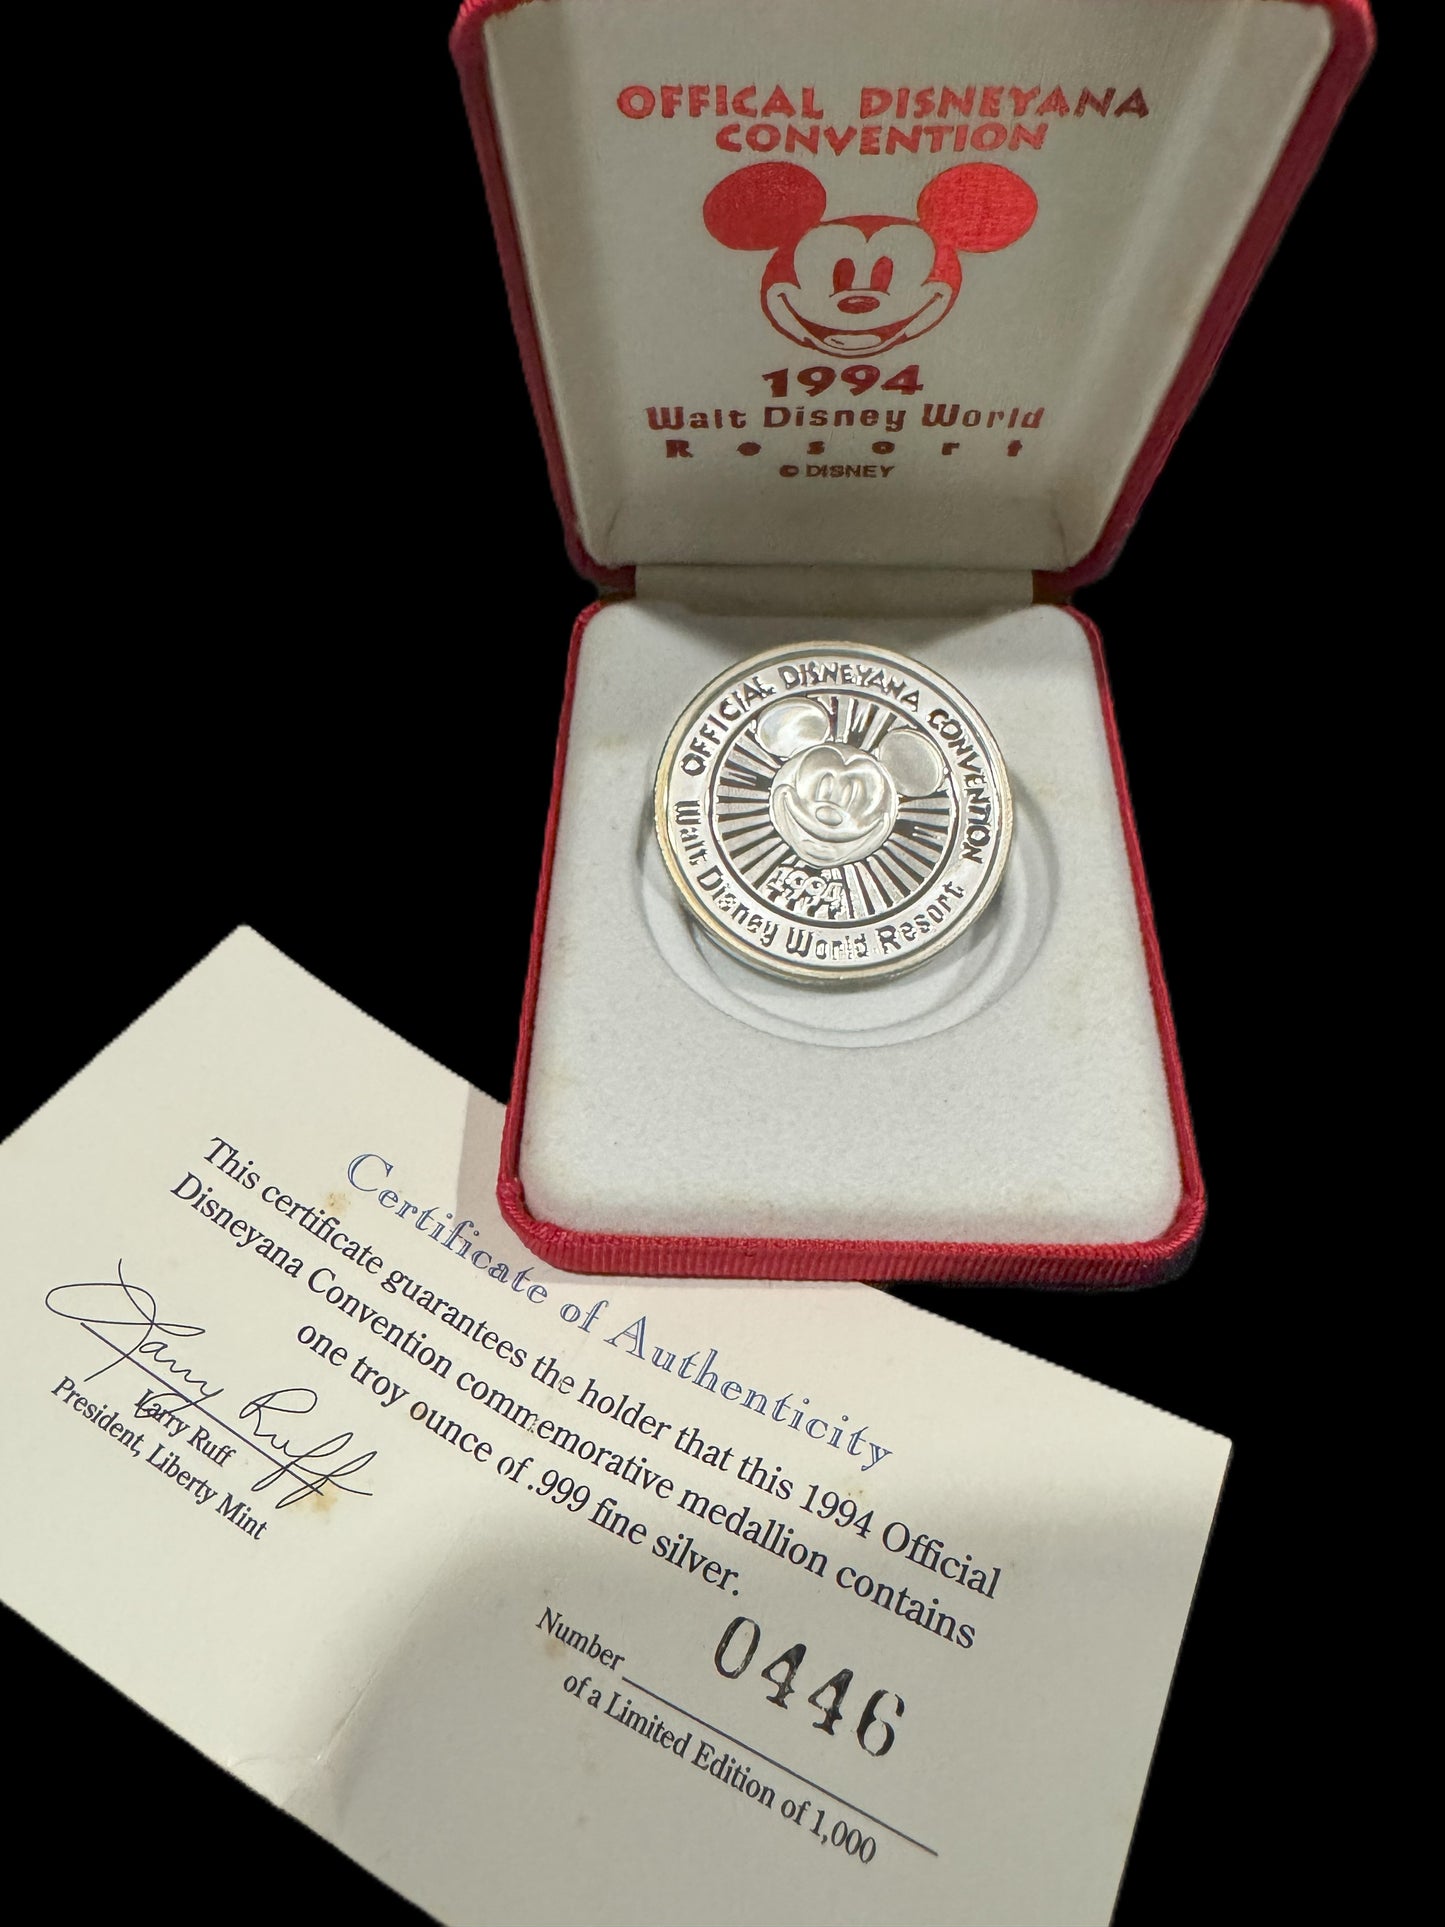 OFFICAL DISNEYANA
CONVENTION
1994
Walt Disney World
Resort
© DISNEY
OFFICIAL DISNEYANA CONVENTION
1994
Walt Disney World Resort
Certificate of Authenticity
This certificate guarantees the holder that this 1994 Official
Disneyana Convention commemorative medallion contains
one troy ounce of .999 fine silver.
Larry Ruff
Larry Ruff
President, Liberty Mint
Number 0446
of a Limited Edition of 1,000